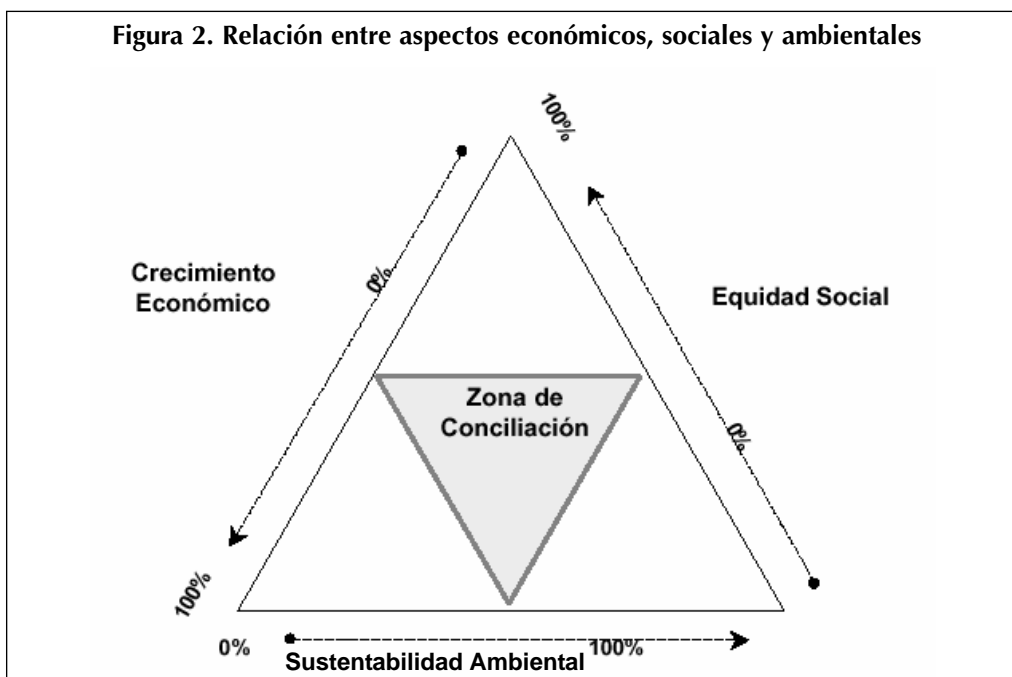 Figura 2. Relación entre aspectos económicos, sociales y ambientales
100%
0%
Crecimiento
Económico
Equidad Social
Zona de
Conciliación
0%
100%
0%
100%
Sustentabilidad Ambiental